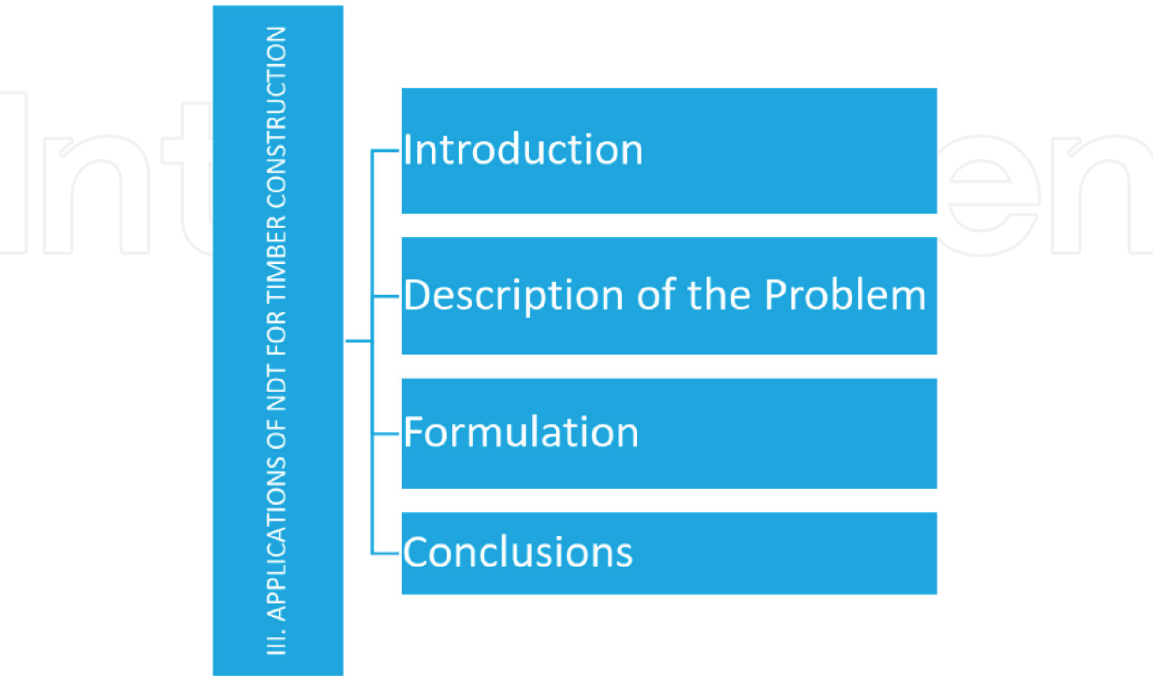 III. APPLICATIONS OF NDT FOR TIMBER CONSTRUCTION
Introduction
Description of the Problem
Formulation
Conclusions